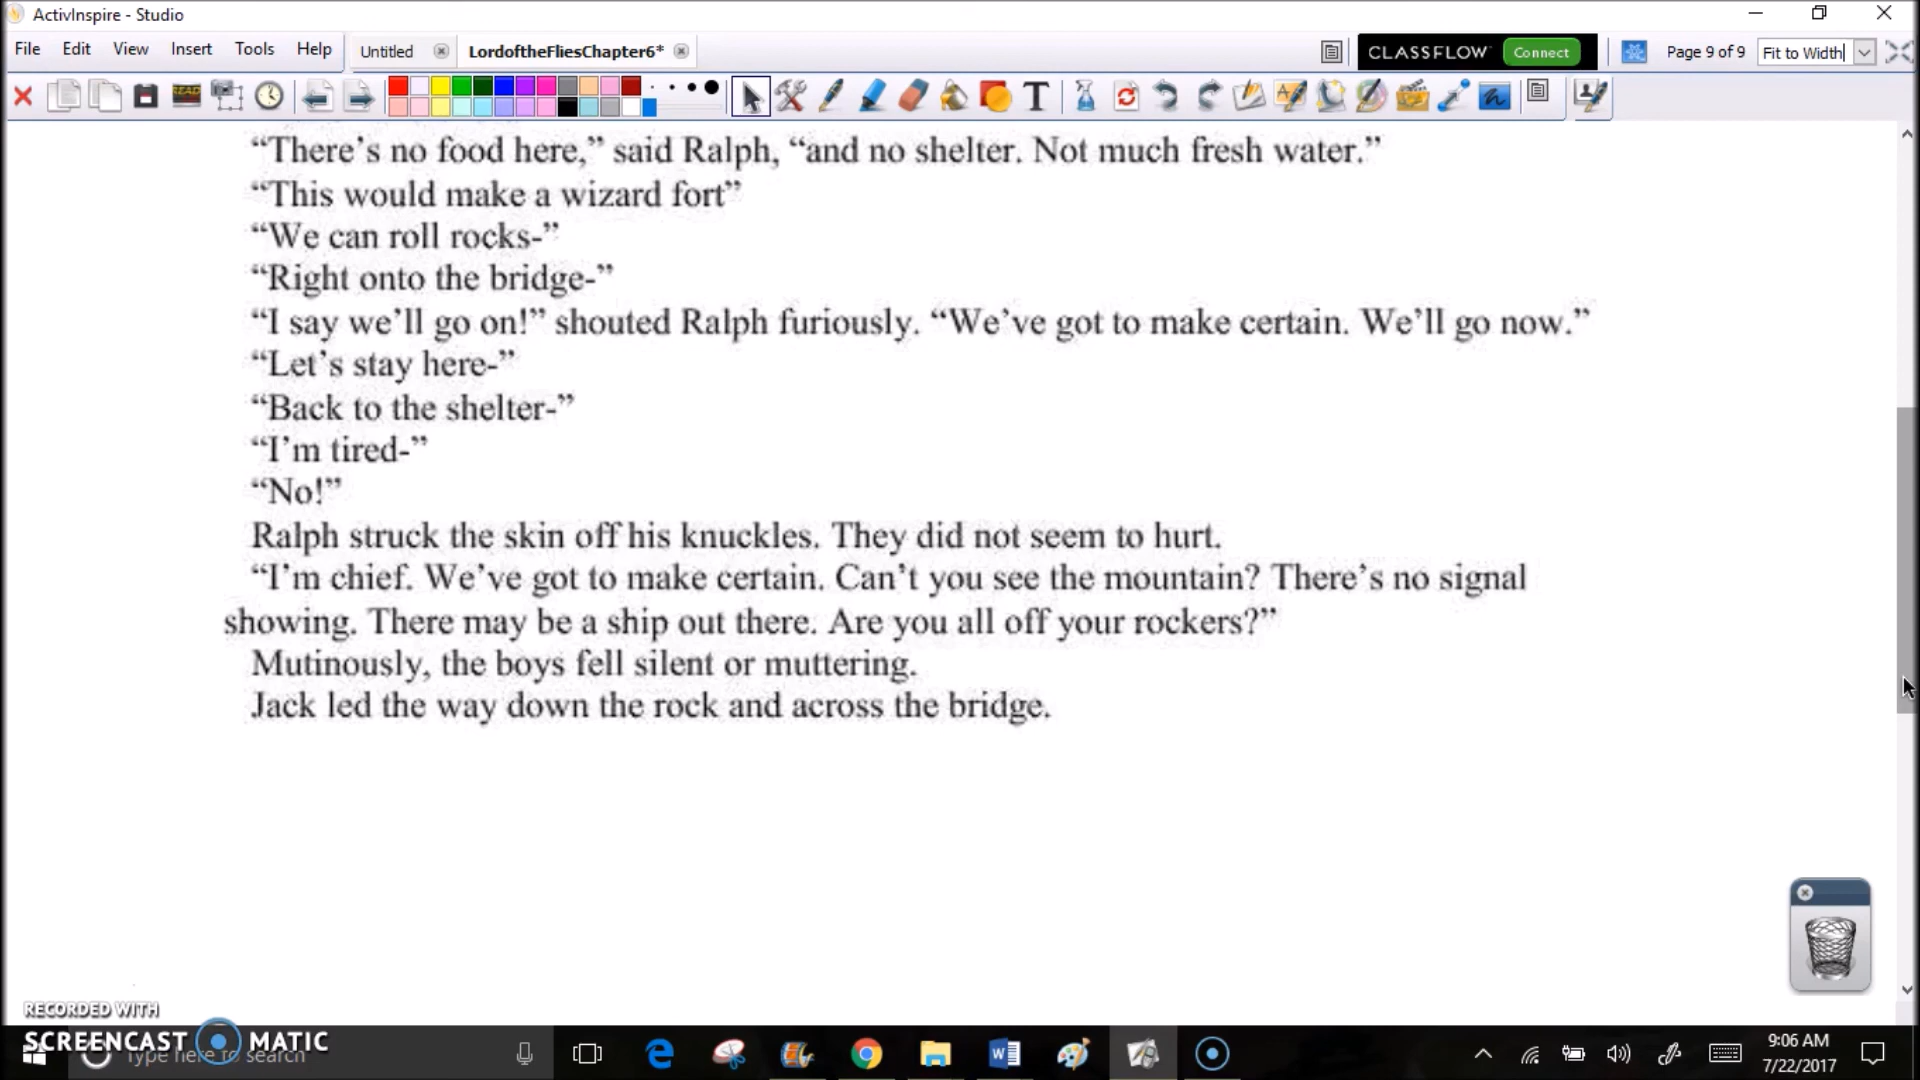 ActivInspire - Studio
File Edit View Insert Tools Help Untitled LordoftheFliesChapter6* CLASSFLOW Connect Page 9 of 9 Fit to Width
“There’s no food here,” said Ralph, “and no shelter. Not much fresh water.”
“This would make a wizard fort”
“We can roll rocks-”
“Right onto the bridge-”
“I say we’ll go on!” shouted Ralph furiously. “We’ve got to make certain. We’ll go now.”
“Let’s stay here-”
“Back to the shelter-”
“I’m tired-”
“No!”
Ralph struck the skin off his knuckles. They did not seem to hurt.
“I’m chief. We’ve got to make certain. Can’t you see the mountain? There’s no signal
showing. There may be a ship out there. Are you all off your rockers?”
Mutinously, the boys fell silent or muttering.
Jack led the way down the rock and across the bridge.
RECORDED WITH
SCREENCAST MATIC
Type here to search
9:06 AM
7/22/2017